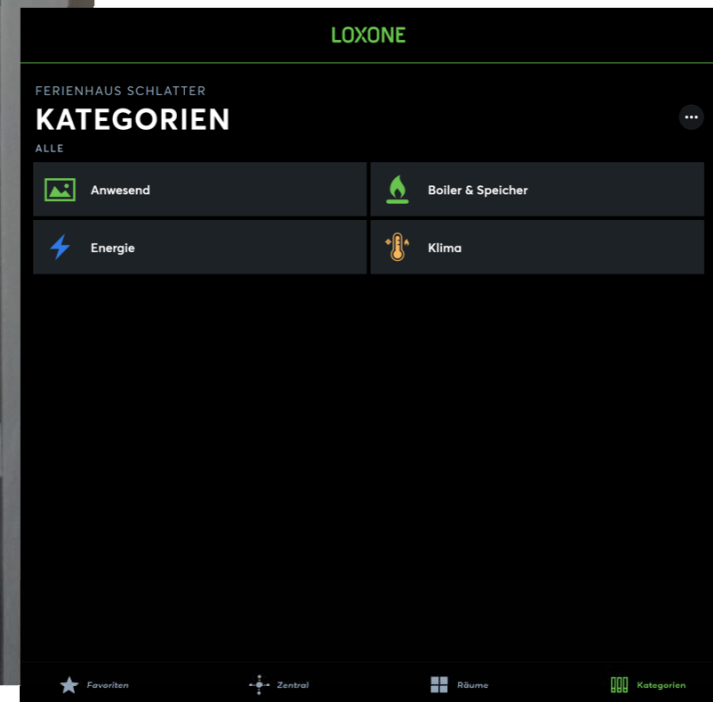 LOXONE
FERIENHAUS SCHLATTER
KATEGORIEN
ALLE
Anwesend
Boiler & Speicher
Energie
Klima
Favoriten
Zentral
Räume
Kategorien